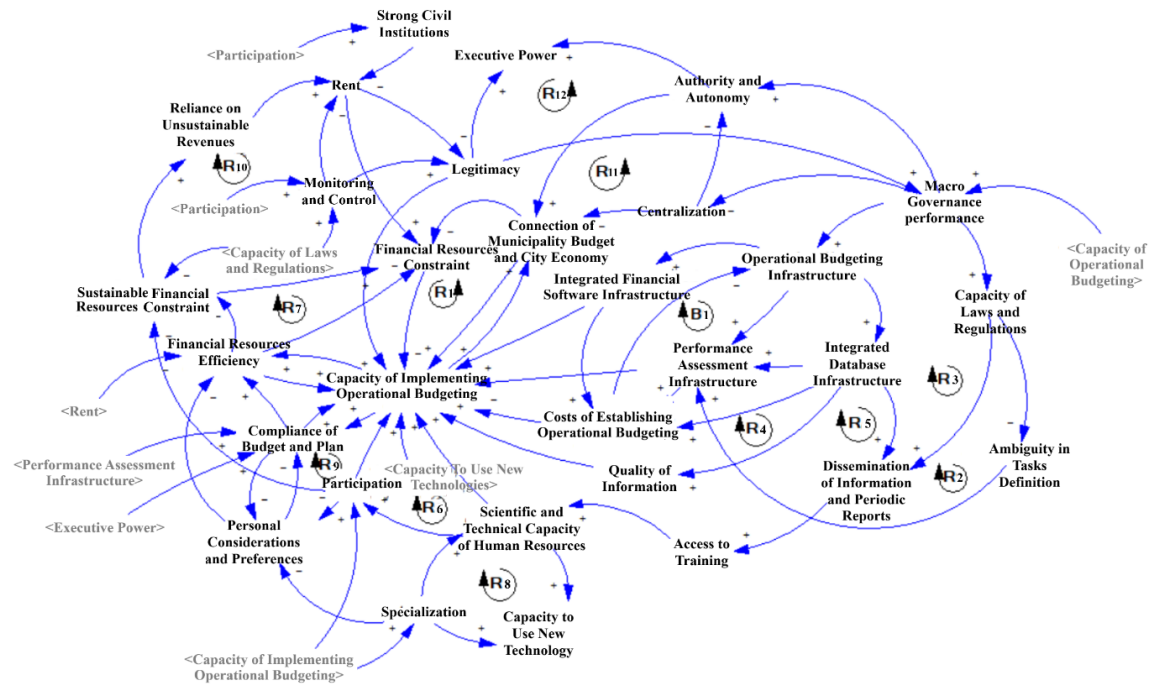 Strong Civil
Institutions
<Participation>
Executive Power
Rent
R12
Authority and
Autonomy
Reliance on
Unsustainable
Revenues
R10
Legitimacy
R11
Monitoring
and Control
<Participation>
Centralization
Macro
Governance
performance
Connection of
Municipality Budget
and City Economy
<Capacity of Laws
and Regulations>
Financial Resources
Constraint
Operational Budgeting
Infrastructure
<Capacity of
Operational
Budgeting>
Integrated Financial
Software Infrastructure
Sustainable Financial
Resources Constraint
R7
R1
B1
Capacity of
Laws and
Regulations
Financial Resources
Efficiency
Performance
Assessment
Infrastructure
Integrated
Database
Infrastructure
R3
Capacity of Implementing
Operational Budgeting
<Rent>
Costs of Establishing
Operational Budgeting
R4
R5
Compliance of
Budget and Plan
<Performance Assessment
Infrastructure>
R9
Participation
<Capacity To Use New
Technologies>
Quality of
Information
Dissemination
of Information
and Periodic
Reports
R2
Ambiguity in
Tasks
Definition
<Executive Power>
Personal
Considerations
and Preferences
R6
Scientific and
Technical Capacity
of Human Resources
Access to
Training
R8
Specialization
Capacity to
Use New
Technology
<Capacity of Implementing
Operational Budgeting>